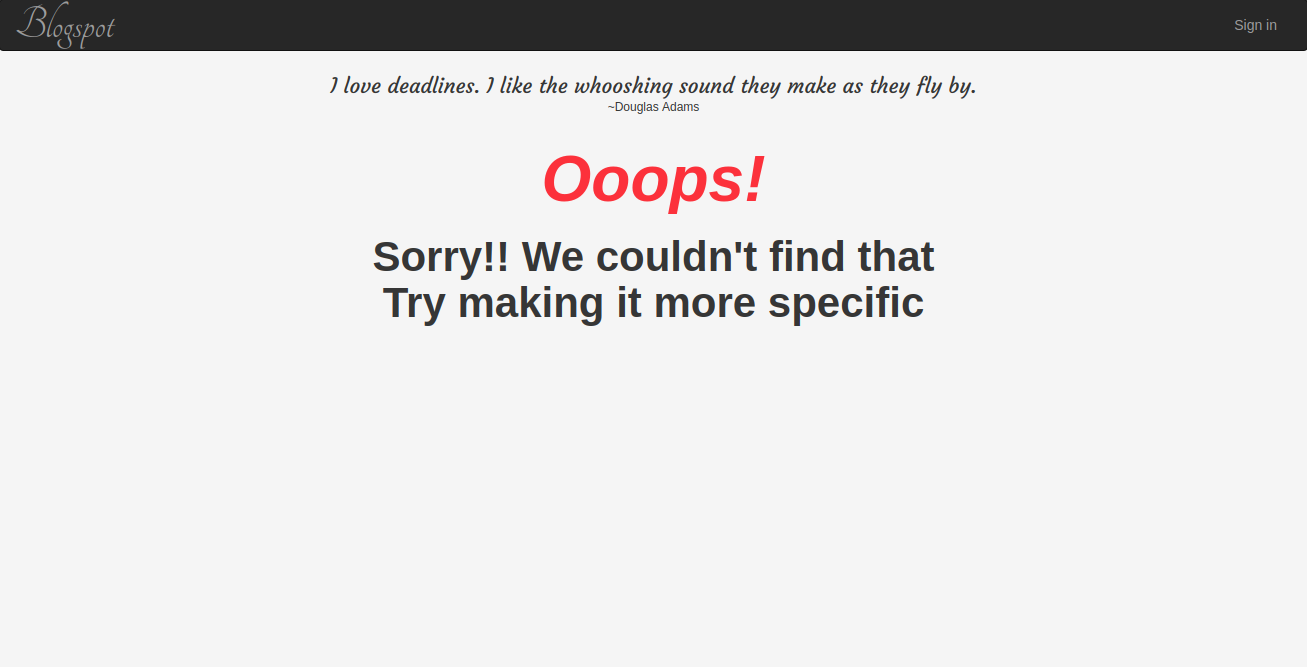 Blogspot
Sign in
I love deadlines. I like the whooshing sound they make as they fly by.
~Douglas Adams
Ooops!
Sorry!! We couldn't find that
Try making it more specific